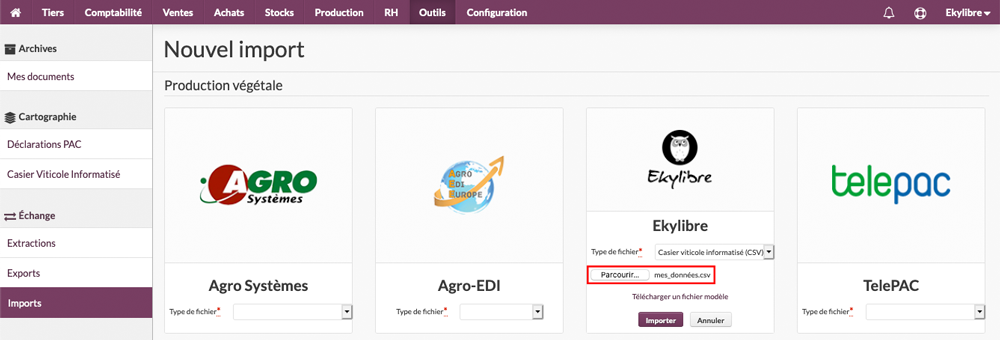 Tiers Comptabilité Ventes Achats Stocks Production RH Outils Configuration Ekylibre
Archives
Mes documents
Cartographie
Déclarations PAC
Casier Viticole Informatisé
Échange
Extractions
Exports
Imports
Nouvel import
Production végétale
AGRO
Systèmes
Agro Systèmes
Type de fichier*
AGRO
EDI
EUROPE
Agro-EDI
Type de fichier*
Ekylibre
Ekylibre
Type de fichier* Casier viticole informatisé (CSV)
Parcourir... mes_données.csv
Télécharger un fichier modèle
Importer Annuler
telepac
TelePAC
Type de fichier*